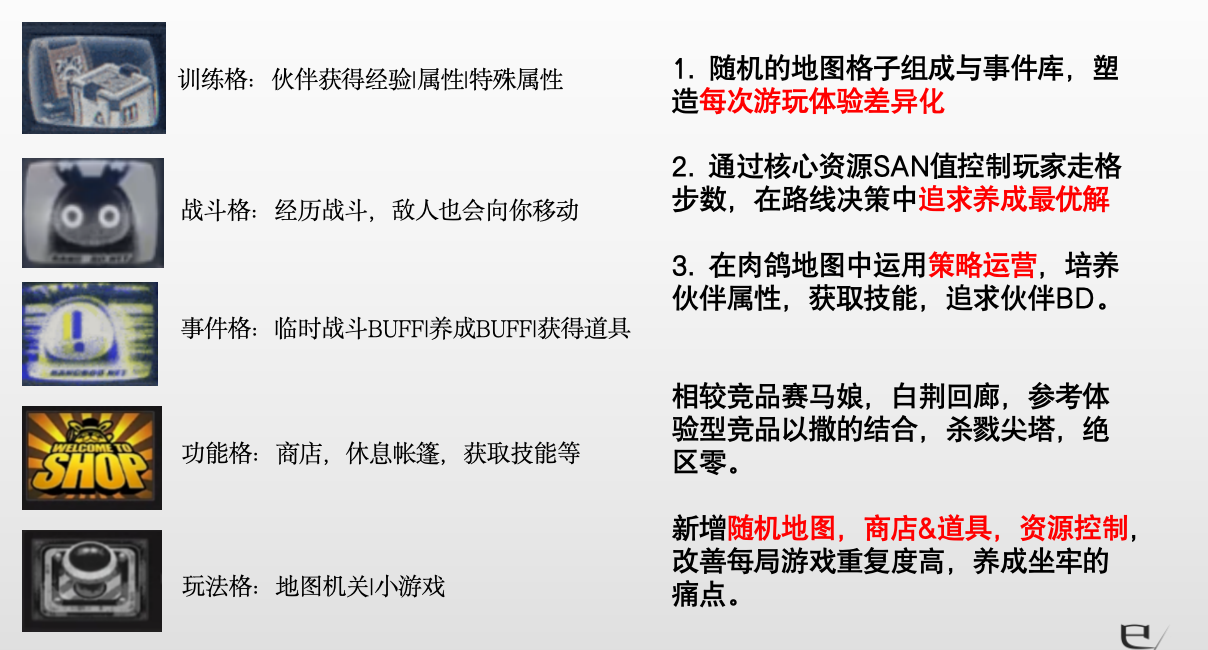 训练格：伙伴获得经验|属性|特殊属性
战斗格：经历战斗，敌人也会向你移动
事件格：临时战斗BUFF|养成BUFF|获得道具
BANGBOO NET
功能格：商店，休息帐篷，获取技能等
WELCOME TO
SHOP
玩法格：地图机关|小游戏
1. 随机的地图格子组成与事件库，塑
造每次游玩体验差异化
2. 通过核心资源SAN值控制玩家走格
步数，在路线决策中追求养成最优解
3. 在肉鸽地图中运用策略运营，培养
伙伴属性，获取技能，追求伙伴BD。
相较竞品赛马娘，白荆回廊，参考体
验型竞品以撒的结合，杀戮尖塔，绝
区零。
新增随机地图，商店&道具，资源控制，
改善每局游戏重复度高，养成坐牢的
痛点。